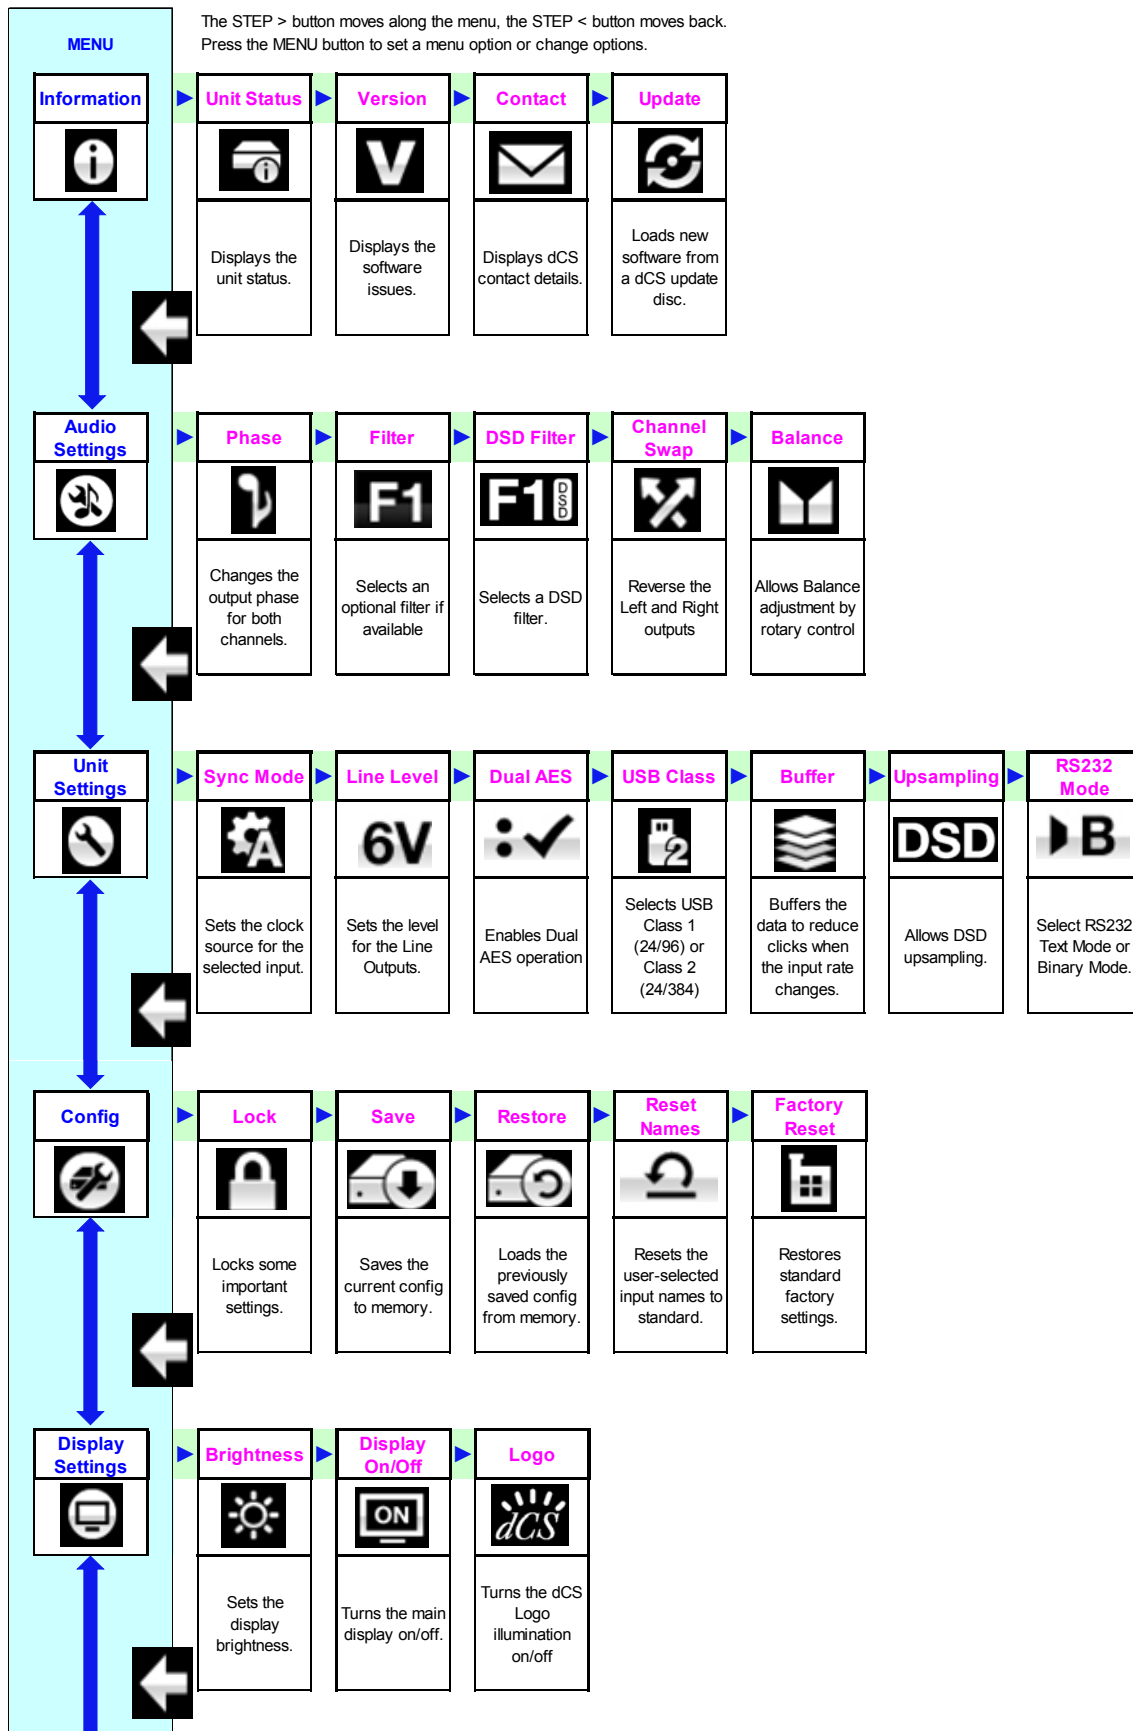 The STEP > button moves along the menu, the STEP < button moves back.
MENU
Press the MENU button to set a menu option or change options.
Information
Unit Status
Version
Contact
Update
V
Displays the
unit status.
Displays the
software
issues.
Displays dCS
contact details.
Loads new
software from
a dCS update
disc.
Audio
Settings
Phase
Filter
DSD Filter
Channel
Swap
Balance
F1
F1
DSD
Changes the
output phase
for both
channels.
Selects an
optional filter if
available
Selects a DSD
filter.
Reverse the
Left and Right
outputs
Allows Balance
adjustment by
rotary control
Unit
Settings
Sync Mode
Line Level
Dual AES
USB Class
Buffer
Upsampling
RS232
Mode
A
6V
2
DSD
B
Sets the clock
source for the
selected input.
Sets the level
for the Line
Outputs.
Enables Dual
AES operation
Selects USB
Class 1
(24/96) or
Class 2
(24/384)
Buffers the
data to reduce
clicks when
the input rate
changes.
Allows DSD
upsampling.
Select RS232
Text Mode or
Binary Mode.
Config
Lock
Save
Restore
Reset
Names
Factory
Reset
Locks some
important
settings.
Saves the
current config
to memory.
Loads the
previously
saved config
from memory.
Resets the
user-selected
input names to
standard.
Restores
standard
factory
settings.
Display
Settings
Brightness
Display
On/Off
Logo
ON
dCS
Sets the
display
brightness.
Turns the main
display on/off.
Turns the dCS
Logo
illumination
on/off